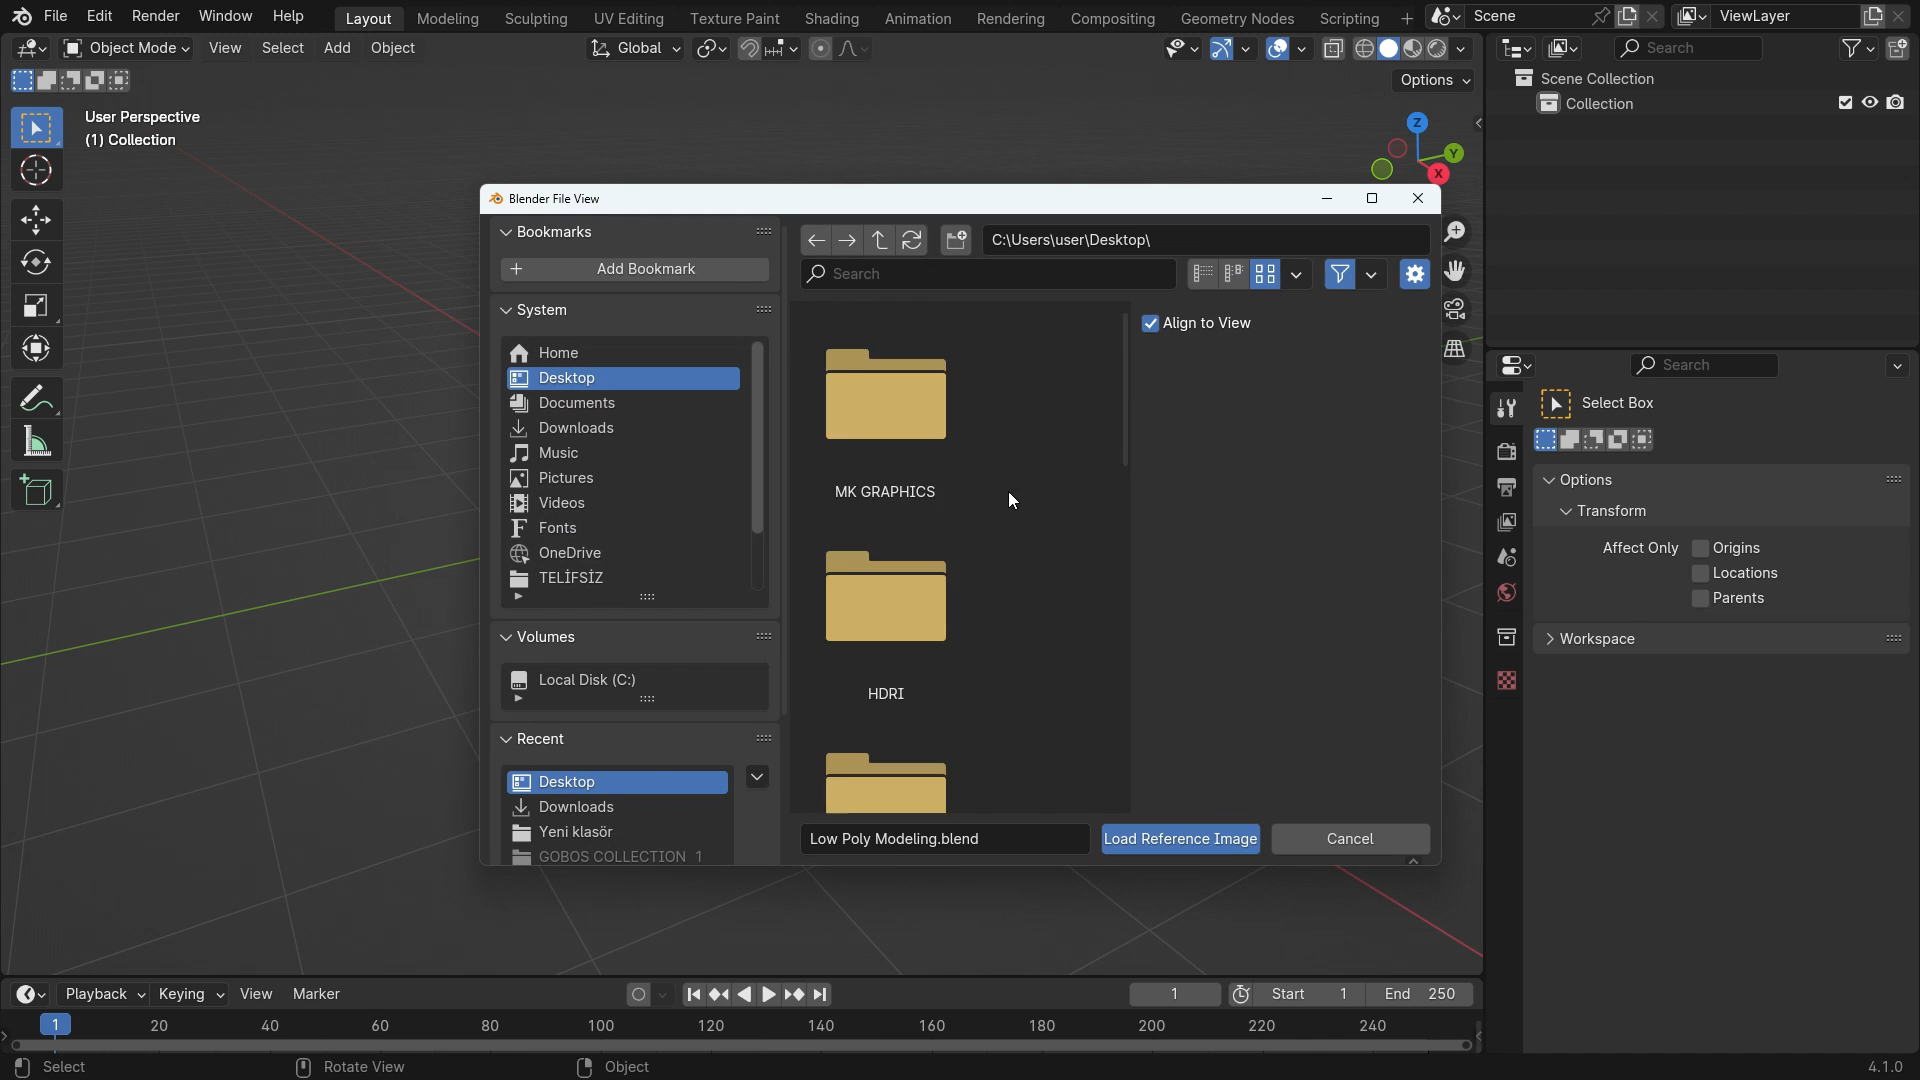 File Edit Render Window Help Layout Modeling Sculpting UV Editing Texture Paint Shading Animation Rendering Compositing Geometry Nodes Scripting + Scene ViewLayer
Object Mode View Select Add Object Global Search
Options
User Perspective
(1) Collection
Scene Collection
Collection
Z
Y
X
Blender File View
Bookmarks
Add Bookmark
System
Home
Desktop
Documents
Downloads
Music
Pictures
Videos
Fonts
OneDrive
TELİFSİZ
Volumes
Local Disk (C:)
Recent
Desktop
Downloads
Yeni klasör
GOBOS COLLECTION_1
C:\Users\user\Desktop\
Search
Align to View
MK GRAPHICS
HDRI
Low Poly Modeling.blend Load Reference Image Cancel
Search
Select Box
Options
Transform
Affect Only Origins
Locations
Parents
Workspace
Playback Keying View Marker 1 Start 1 End 250
1 20 40 60 80 100 120 140 160 180 200 220 240
Select Rotate View Object 4.1.0